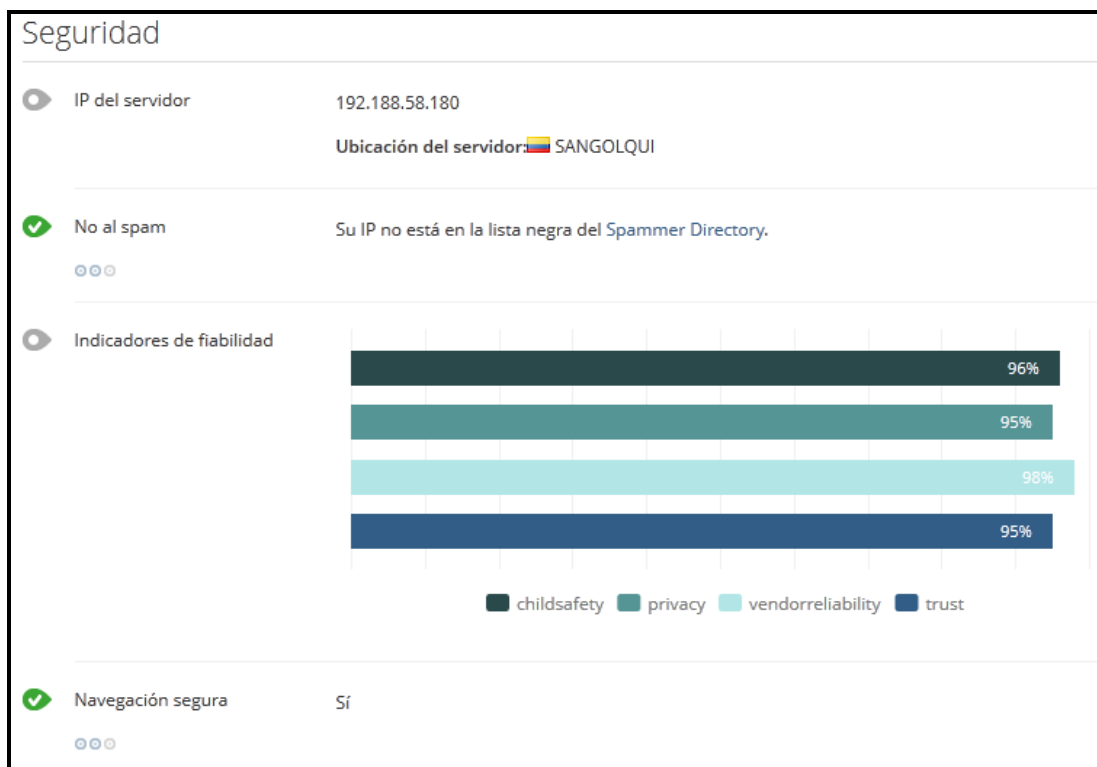 Seguridad
IP del servidor
192.188.58.180
Ubicación del servidor: SANGOLQUI
No al spam
Su IP no está en la lista negra del Spammer Directory.
Indicadores de fiabilidad
96%
95%
98%
95%
childsafety privacy vendorreliability trust
Navegación segura
Sí